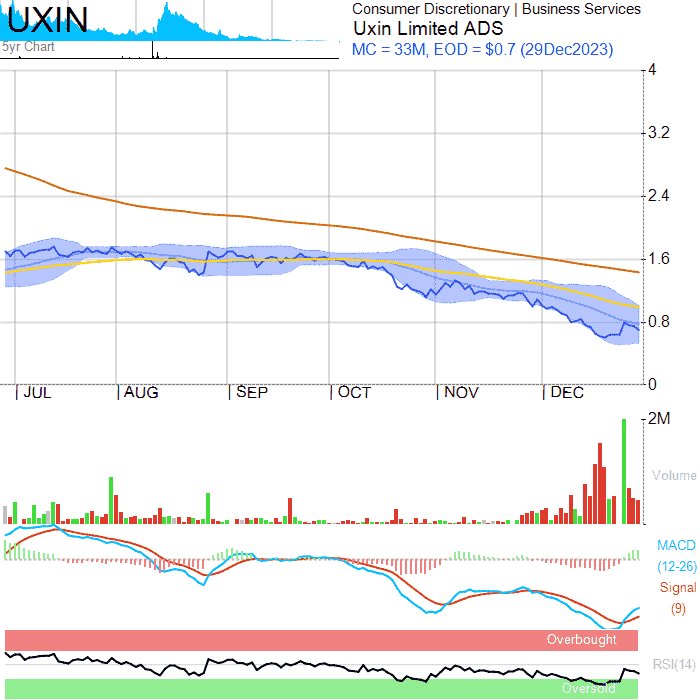 UXIN
5yr Chart
Consumer Discretionary | Business Services
Uxin Limited ADS
MC = 33M, EOD = $0.7 (29Dec2023)
4
3.2
2.4
1.6
0.8
0
JUL AUG SEP OCT NOV DEC
2M
Volume
MACD
(12-26)
Signal
(9)
Overbought
RSI(14)
Oversold